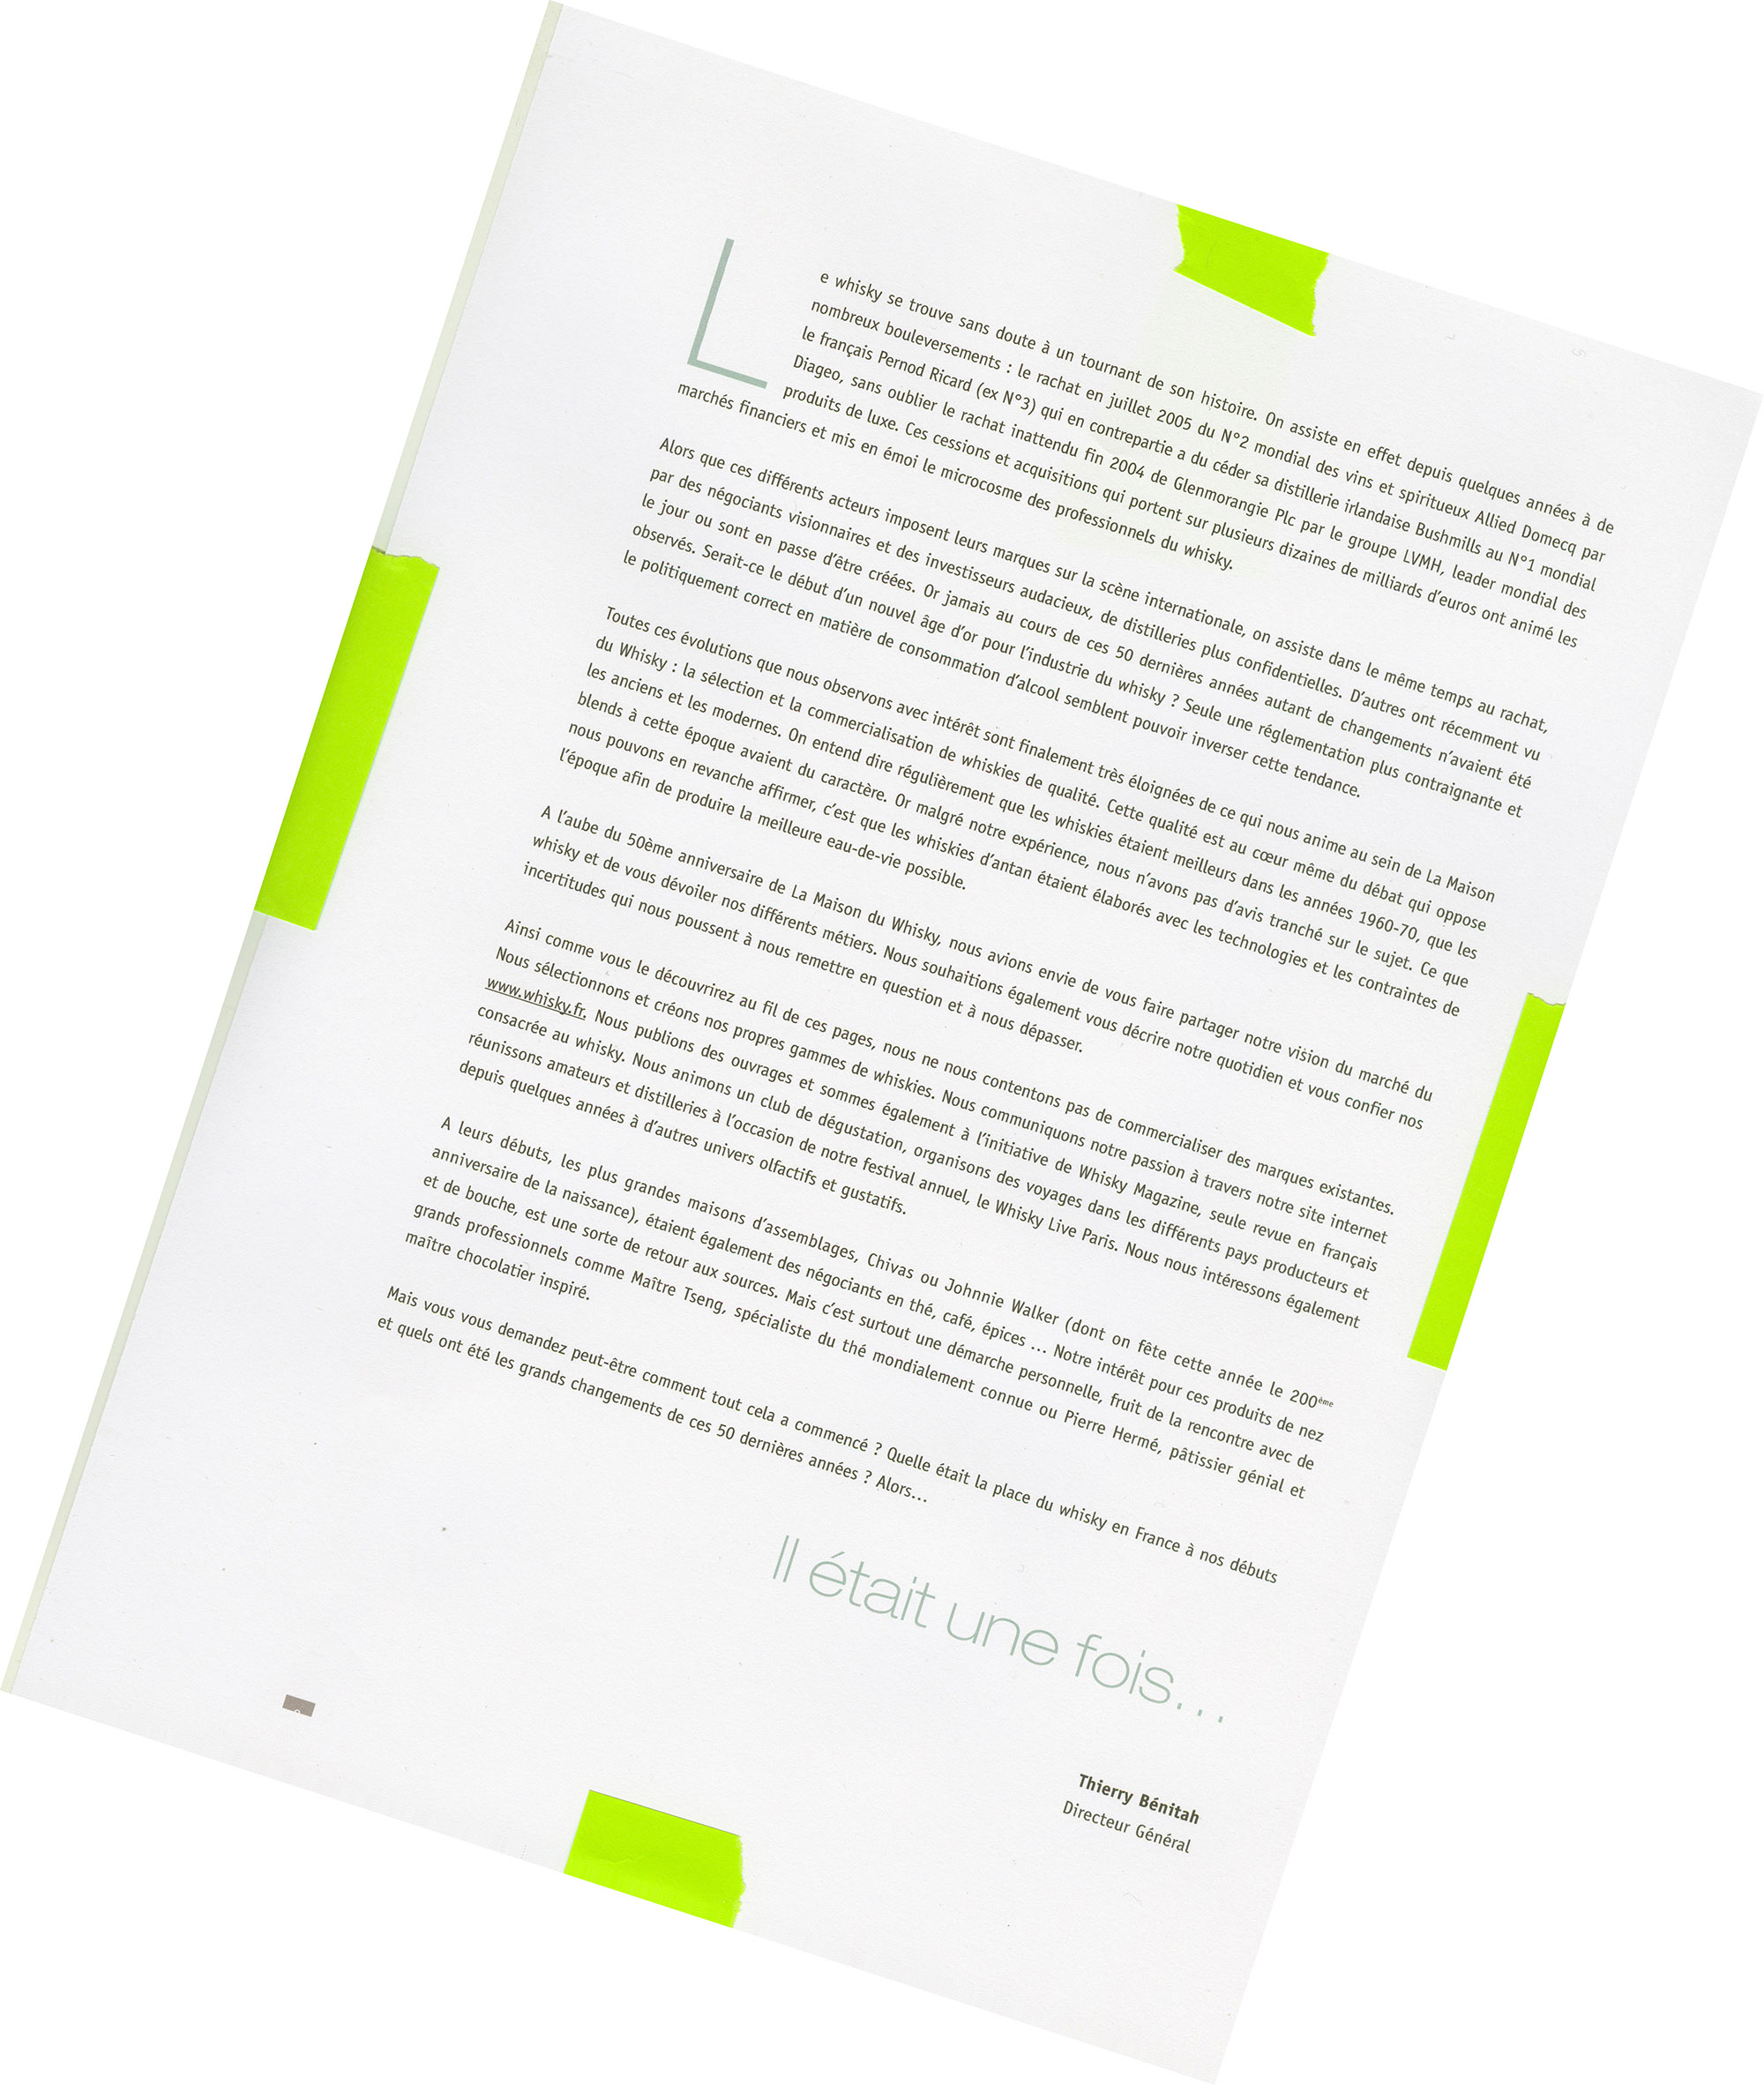 Le whisky se trouve sans doute à un tournant de son histoire. On assiste en effet depuis quelques années à de
nombreux bouleversements : le rachat en juillet 2005 du N°2 mondial des vins et spiritueux Allied Domecq par
le français Pernod Ricard (ex N°3) qui en contrepartie a du céder sa distillerie irlandaise Bushmills au N°1 mondial
Diageo, sans oublier le rachat inattendu fin 2004 de Glenmorangie Plc par le groupe LVMH, leader mondial des
produits de luxe. Ces cessions et acquisitions qui portent sur plusieurs dizaines de milliards d'euros ont animé les
marchés financiers et mis en émoi le microcosme des professionnels du whisky.
Alors que ces différents acteurs imposent leurs marques sur la scène internationale, on assiste dans le même temps au rachat,
par des négociants visionnaires et des investisseurs audacieux, de distilleries plus confidentielles. D'autres ont récemment vu
le jour ou sont en passe d'être créées. Or jamais au cours de ces 50 dernières années autant de changements n'avaient été
observés. Serait-ce le début d'un nouvel âge d'or pour l'industrie du whisky ? Seule une réglementation plus contraignante et
le politiquement correct en matière de consommation d'alcool semblent pouvoir inverser cette tendance.
Toutes ces évolutions que nous observons avec intérêt sont finalement très éloignées de ce qui nous anime au sein de La Maison
du Whisky : la sélection et la commercialisation de whiskies de qualité. Cette qualité est au cœur même du débat qui oppose
les anciens et les modernes. On entend dire régulièrement que les whiskies étaient meilleurs dans les années 1960-70, que les
blends à cette époque avaient du caractère. Or malgré notre expérience, nous n'avons pas d'avis tranché sur le sujet. Ce que
nous pouvons en revanche affirmer, c'est que les whiskies d'antan étaient élaborés avec les technologies et les contraintes de
l'époque afin de produire la meilleure eau-de-vie possible.
A l'aube du 50ème anniversaire de La Maison du Whisky, nous avions envie de vous faire partager notre vision du marché du
whisky et de vous dévoiler nos différents métiers. Nous souhaitions également vous décrire notre quotidien et vous confier nos
incertitudes qui nous poussent à nous remettre en question et à nous dépasser.
Ainsi comme vous le découvrirez au fil de ces pages, nous ne nous contentons pas de commercialiser des marques existantes.
Nous sélectionnons et créons nos propres gammes de whiskies. Nous communiquons notre passion à travers notre site internet
www.whisky.fr. Nous publions des ouvrages et sommes également à l'initiative de Whisky Magazine, seule revue en français
consacrée au whisky. Nous animons un club de dégustation, organisons des voyages dans les différents pays producteurs et
réunissons amateurs et distilleries à l'occasion de notre festival annuel, le Whisky Live Paris. Nous nous intéressons également
depuis quelques années à d'autres univers olfactifs et gustatifs.
A leurs débuts, les plus grandes maisons d'assemblages, Chivas ou Johnnie Walker (dont on fête cette année le 200ème
anniversaire de la naissance), étaient également des négociants en thé, café, épices ... Notre intérêt pour ces produits de nez
et de bouche, est une sorte de retour aux sources. Mais c'est surtout une démarche personnelle, fruit de la rencontre avec de
grands professionnels comme Maître Tseng, spécialiste du thé mondialement connue ou Pierre Hermé, pâtissier génial et
maître chocolatier inspiré.
Mais vous vous demandez peut-être comment tout cela a commencé ? Quelle était la place du whisky en France à nos débuts
et quels ont été les grands changements de ces 50 dernières années ? Alors...
Il était une fois...
Thierry Bénitah
Directeur Général